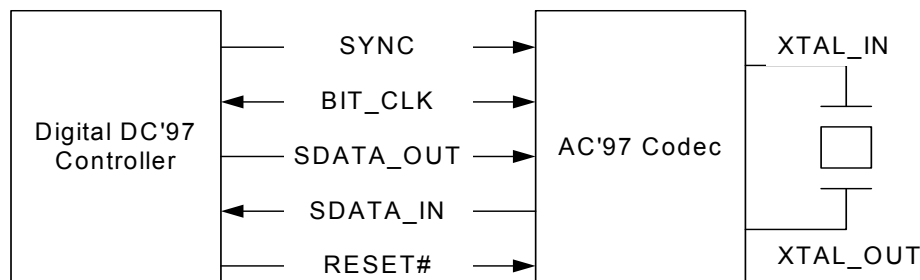 SYNC
XTAL_IN
BIT_CLK
Digital DC'97
Controller
SDATA_OUT
AC'97 Codec
SDATA_IN
RESET#
XTAL_OUT